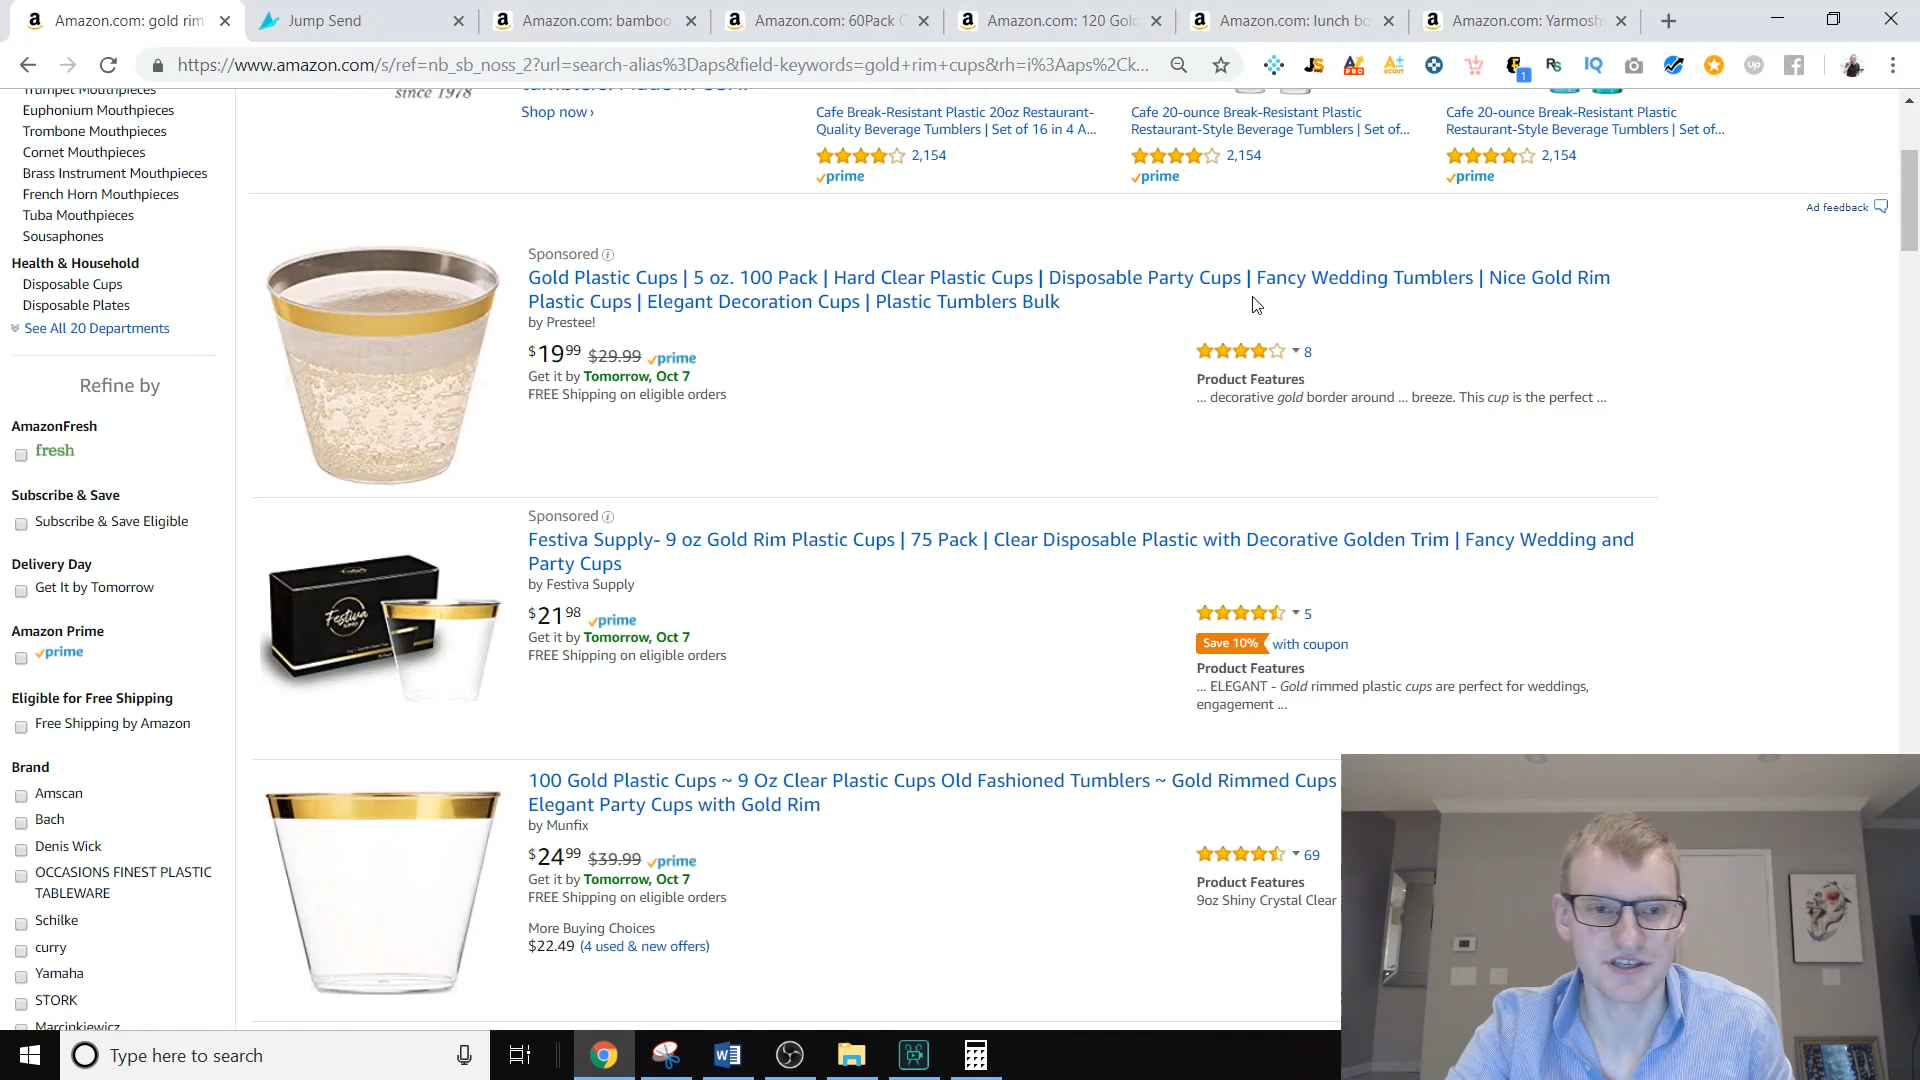 Amazon.com: gold rim
Jump Send
Amazon.com: bamboo
Amazon.com: 60Pack G
Amazon.com: 120 Gold
Amazon.com: lunch bo
Amazon.com: Yarmosh
https://www.amazon.com/s/ref=nb_sb_noss_2?url=search-alias%3Daps&field-keywords=gold+rim+cups&rh=i%3Aaps%2Ck...
Trumpet Mouthpieces
Euphonium Mouthpieces
Trombone Mouthpieces
Cornet Mouthpieces
Brass Instrument Mouthpieces
French Horn Mouthpieces
Tuba Mouthpieces
Sousaphones
Health & Household
Disposable Cups
Disposable Plates
See All 20 Departments
Refine by
AmazonFresh
fresh
Subscribe & Save
Subscribe & Save Eligible
Delivery Day
Get It by Tomorrow
Amazon Prime
prime
Eligible for Free Shipping
Free Shipping by Amazon
Brand
Amscan
Bach
Denis Wick
OCCASIONS FINEST PLASTIC
TABLEWARE
Schilke
curry
Yamaha
STORK
Marcinkiewicz
since 1978
Shop now ›
Cafe Break-Resistant Plastic 20oz Restaurant-
Quality Beverage Tumblers | Set of 16 in 4 A...
2,154
prime
Cafe 20-ounce Break-Resistant Plastic
Restaurant-Style Beverage Tumblers | Set of...
2,154
prime
Cafe 20-ounce Break-Resistant Plastic
Restaurant-Style Beverage Tumblers | Set of...
2,154
prime
Ad feedback
Sponsored
Gold Plastic Cups | 5 oz. 100 Pack | Hard Clear Plastic Cups | Disposable Party Cups | Fancy Wedding Tumblers | Nice Gold Rim
Plastic Cups | Elegant Decoration Cups | Plastic Tumblers Bulk
by Prestee!
$19.99 $29.99 prime
Get it by Tomorrow, Oct 7
FREE Shipping on eligible orders
8
Product Features
... decorative gold border around ... breeze. This cup is the perfect ...
Sponsored
Festiva Supply- 9 oz Gold Rim Plastic Cups | 75 Pack | Clear Disposable Plastic with Decorative Golden Trim | Fancy Wedding and
Party Cups
by Festiva Supply
$21.98 prime
Get it by Tomorrow, Oct 7
FREE Shipping on eligible orders
5
Save 10% with coupon
Product Features
... ELEGANT - Gold rimmed plastic cups are perfect for weddings,
engagement ...
Festiva
100 Gold Plastic Cups ~ 9 Oz Clear Plastic Cups Old Fashioned Tumblers ~ Gold Rimmed Cups
Elegant Party Cups with Gold Rim
by Munfix
$24.99 $39.99 prime
Get it by Tomorrow, Oct 7
FREE Shipping on eligible orders
More Buying Choices
$22.49 (4 used & new offers)
69
Product Features
9oz Shiny Crystal Clear
Type here to search